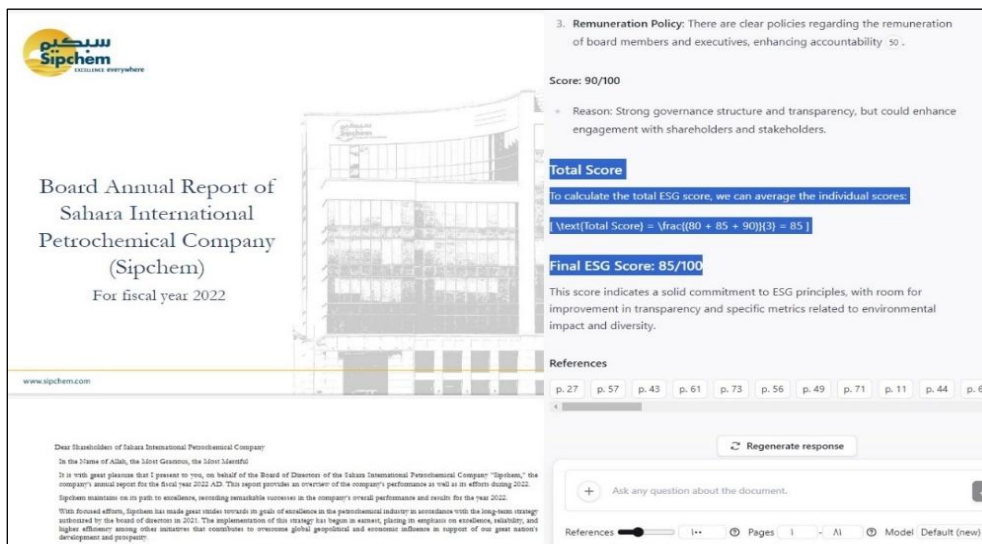 سبكيم
Sipchem
EXCELLENCE everywhere
Board Annual Report of
Sahara International
Petrochemical Company
(Sipchem)
For fiscal year 2022
www.sipchem.com
Dear Shareholders of Sahara International Petrochemical Company
In the Name of Allah, the Most Gracious, the Most Merciful
It is with great pleasure that I present to you, on behalf of the Board of Directors of the Sahara International Petrochemical Company "Sipchem," the
company's annual report for the fiscal year 2022 AD. This report provides an overview of the company's performance as well as its efforts during 2022.
Sipchem maintains on its path to excellence, recording remarkable successes in the company's overall performance and results for the year 2022.
With focused efforts, Sipchem has made great strides towards its goals of excellence in the petrochemical industry in accordance with the long-term strategy
authorized by the board of directors in 2021. The implementation of this strategy has begun in earnest, placing its emphasis on excellence, reliability, and
higher efficiency among other initiatives that contributes to overcome global geopolitical and economic influence in support of our great nation's
development and prosperity.
3. Remuneration Policy: There are clear policies regarding the remuneration
of board members and executives, enhancing accountability 50 .
Score: 90/100
Reason: Strong governance structure and transparency, but could enhance
engagement with shareholders and stakeholders.
Total Score
To calculate the total ESG score, we can average the individual scores:
[ \text{Total Score} = \frac{(80 + 85 + 90)}{3} = 85 ]
Final ESG Score: 85/100
This score indicates a solid commitment to ESG principles, with room for
improvement in transparency and specific metrics related to environmental
impact and diversity.
References
p. 27 p. 57 p. 43 p. 61 p. 73 p. 56 p. 49 p. 71 p. 11 p. 44
Regenerate response
Ask any question about the document.
References ١٠٠ Pages ١ - ٨١ Model Default (new)